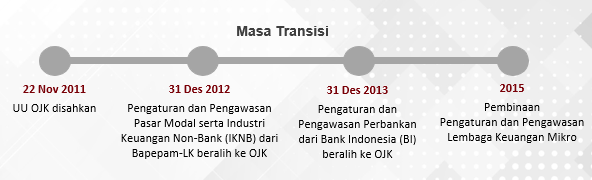 Masa Transisi
22 Nov 2011
UU OJK disahkan
31 Des 2012
Pengaturan dan Pengawasan
Pasar Modal serta Industri
Keuangan Non-Bank (IKNB) dari
Bapepam-LK beralih ke OJK
31 Des 2013
Pengaturan dan
Pengawasan Perbankan
dari Bank Indonesia (BI)
beralih ke OJK
2015
Pembinaan
Pengaturan dan Pengawasan
Lembaga Keuangan Mikro